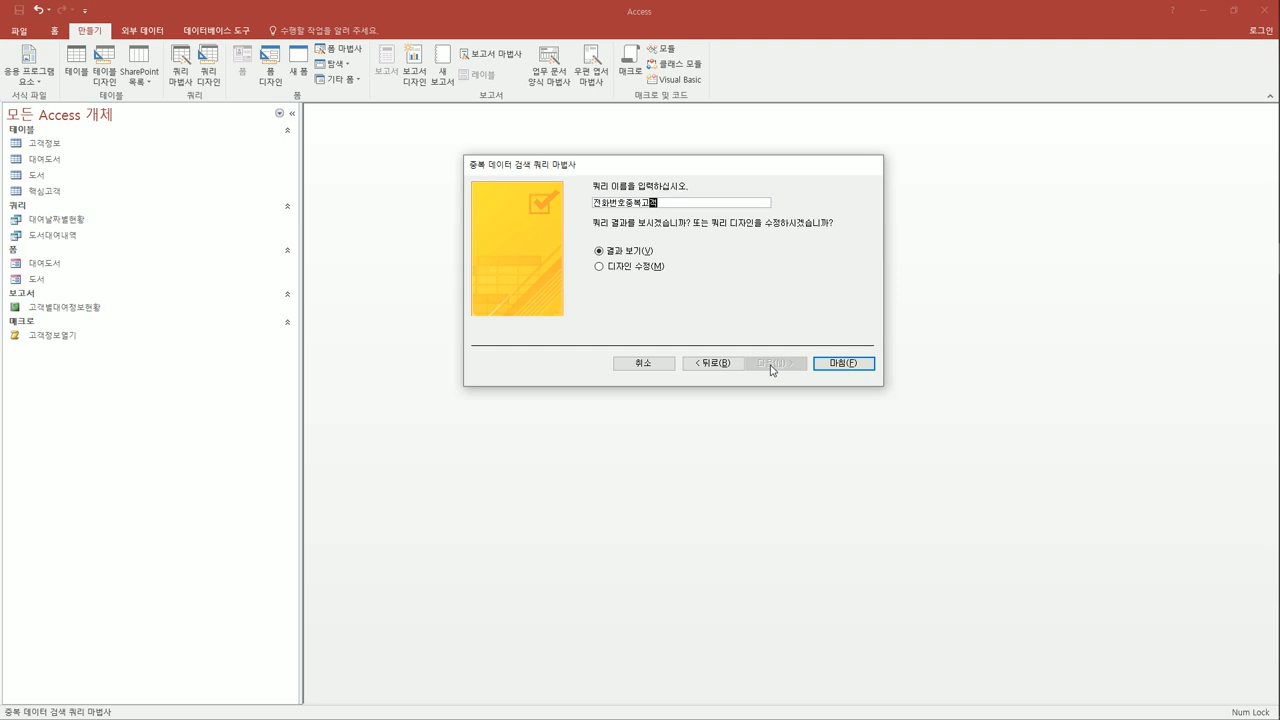 Access
파일 홈 만들기 외부 데이터 데이터베이스 도구 수행할 작업을 알려 주세요. 로그인
응용 프로그램 요소
서식 파일
테이블
테이블 디자인
SharePoint 목록
테이블
쿼리 마법사
쿼리 디자인
쿼리
폼
폼 디자인
새 폼
폼 마법사
탐색
기타 폼
폼
보고서
보고서 디자인
새 보고서
보고서 마법사
레이블
업무 문서 양식 마법사
우편 엽서 마법사
보고서
매크로
모듈
클래스 모듈
Visual Basic
매크로 및 코드
모든 Access 개체
테이블
고객정보
대여도서
도서
핵심고객
쿼리
대여날짜별현황
도서대여내역
폼
대여도서
도서
보고서
고객별대여정보현황
매크로
고객정보열기
중복 데이터 검색 쿼리 마법사
쿼리 이름을 입력하십시오.
전화번호중복고객
쿼리 결과를 보시겠습니까? 또는 쿼리 디자인을 수정하시겠습니까?
결과 보기(V)
디자인 수정(M)
취소 < 뒤로(B) 다음(N) > 마침(F)
중복 데이터 검색 쿼리 마법사 Num Lock